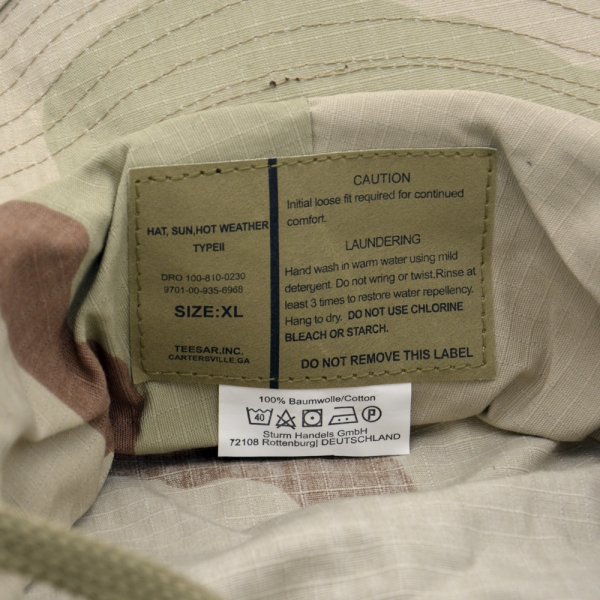 HAT, SUN,HOT WEATHER
TYPEII
DRO 100-810-0230
9701-00-935-6968
SIZE:XL
TEESAR,INC.
CARTERSVILLE,GA
CAUTION
Initial loose fit required for continued
comfort.
LAUNDERING
Hand wash in warm water using mild
detergent. Do not wring or twist.Rinse at
least 3 times to restore water repellency.
Hang to dry. DO NOT USE CHLORINE
BLEACH OR STARCH.
DO NOT REMOVE THIS LABEL
100% Baumwolle/Cotton
40 P
Sturm Handels GmbH
72108 Rottenburg| DEUTSCHLAND